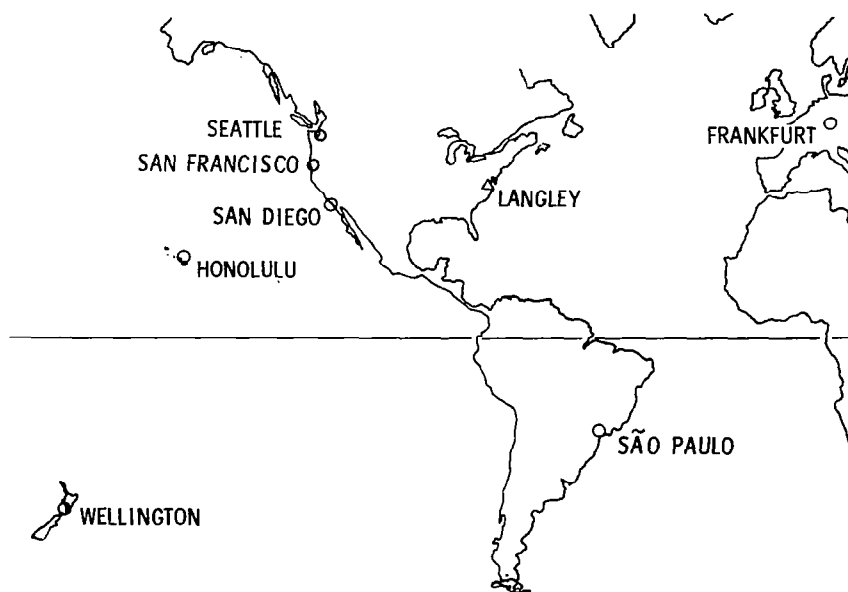 SEATTLE
FRANKFURT
SAN FRANCISCO
LANGLEY
SAN DIEGO
HONOLULU
SÃO PAULO
WELLINGTON